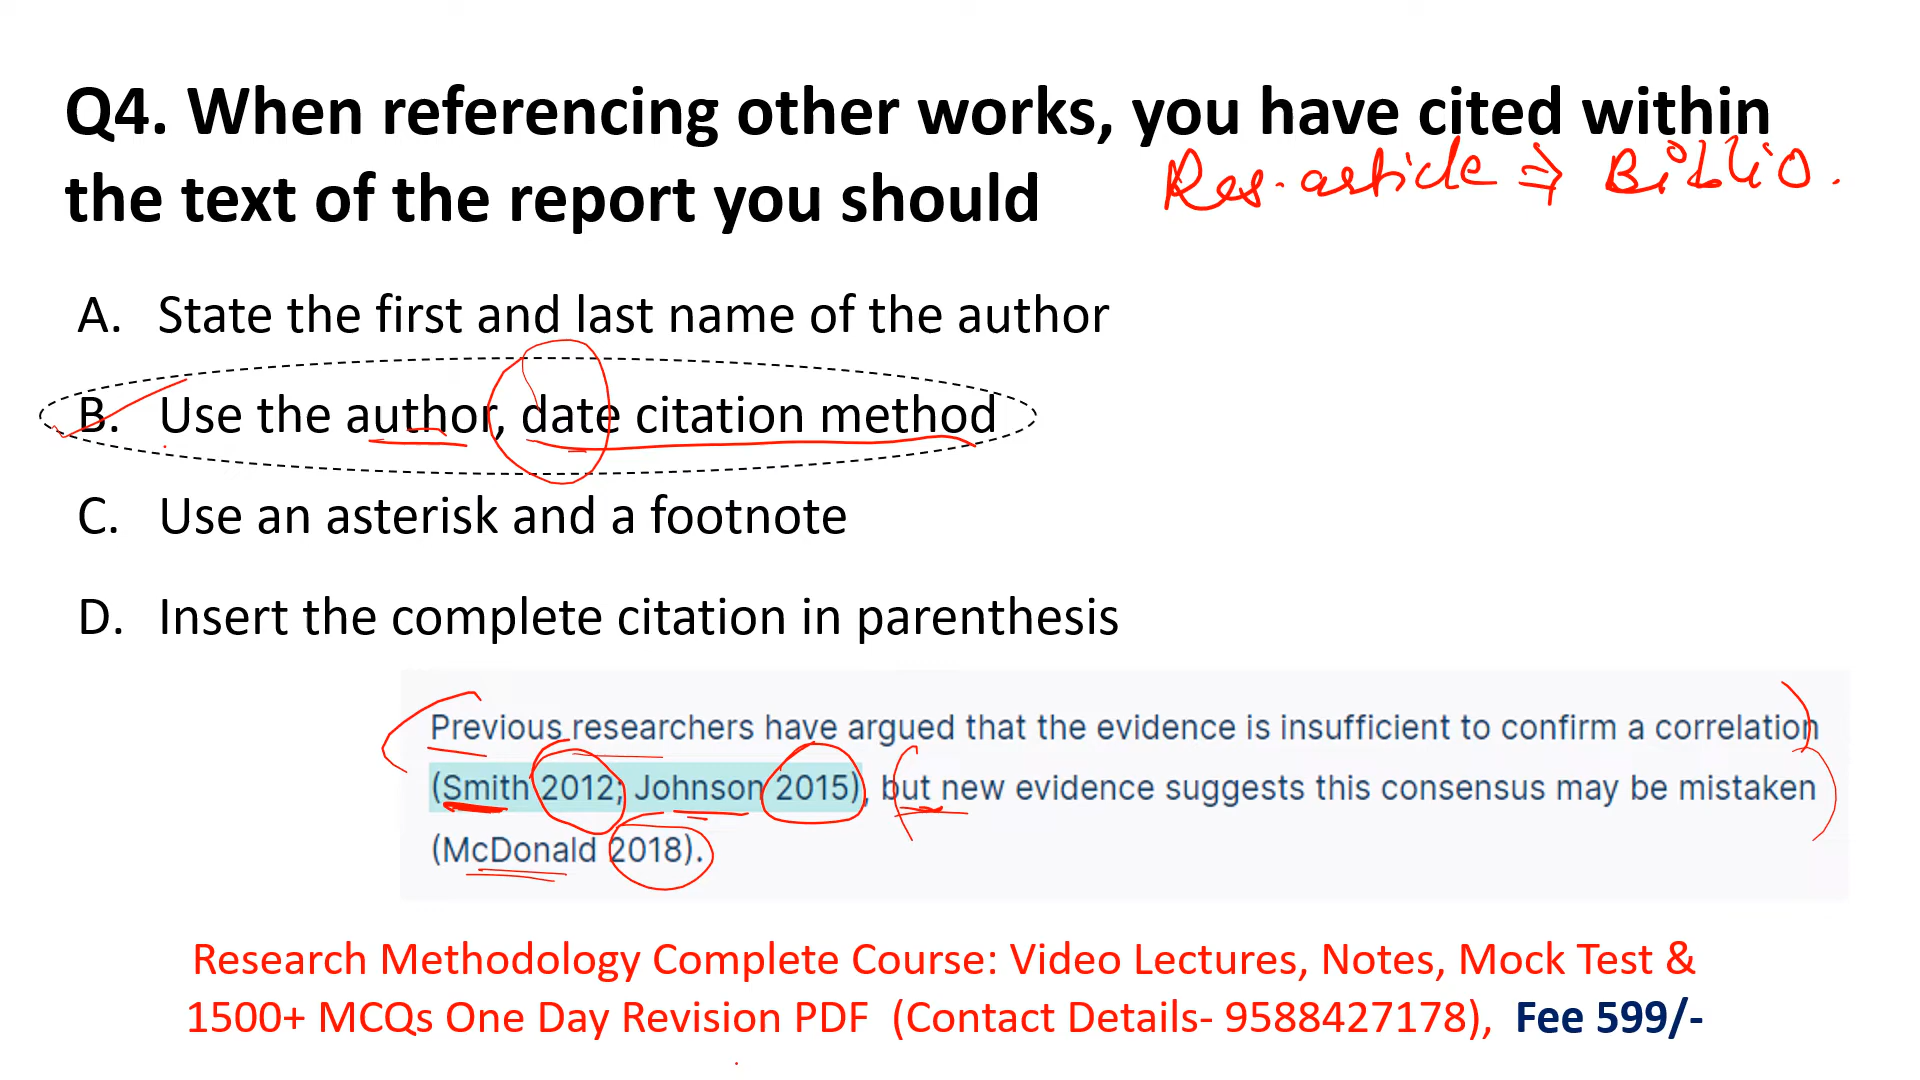 Q4. When referencing other works, you have cited within
the text of the report you should
Res. article ⇒ Biblio.
A. State the first and last name of the author
B. Use the author, date citation method
C. Use an asterisk and a footnote
D. Insert the complete citation in parenthesis
Previous researchers have argued that the evidence is insufficient to confirm a correlation
(Smith 2012; Johnson 2015), but new evidence suggests this consensus may be mistaken
(McDonald 2018).
Research Methodology Complete Course: Video Lectures, Notes, Mock Test &
1500+ MCQs One Day Revision PDF (Contact Details- 9588427178), Fee 599/-